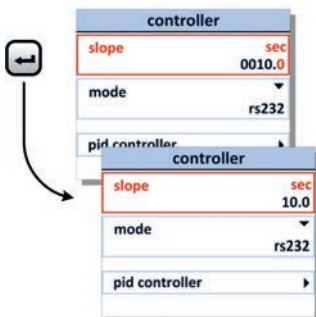 controller
slope sec
0010.0
mode
rs232
pid controller
controller
slope sec
10.0
mode
rs232
pid controller